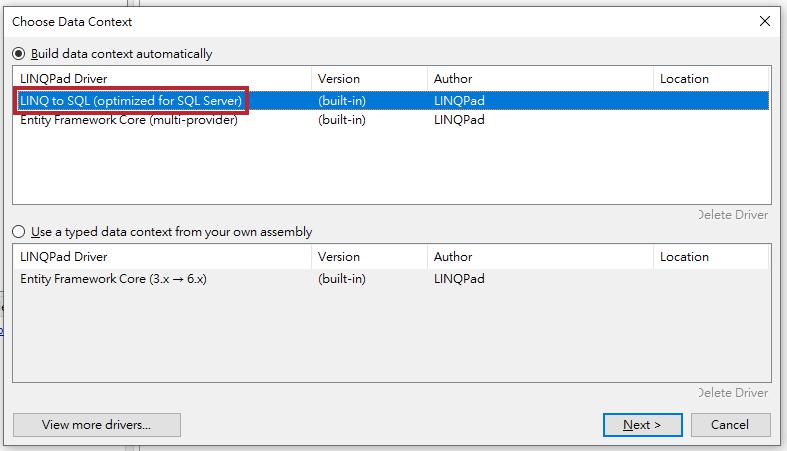 Choose Data Context
Build data context automatically
LINQPad Driver Version Author Location
LINQ to SQL (optimized for SQL Server) (built-in) LINQPad
Entity Framework Core (multi-provider) (built-in) LINQPad
Delete Driver
Use a typed data context from your own assembly
LINQPad Driver Version Author Location
Entity Framework Core (3.x → 6.x) (built-in) LINQPad
Delete Driver
View more drivers... Next > Cancel